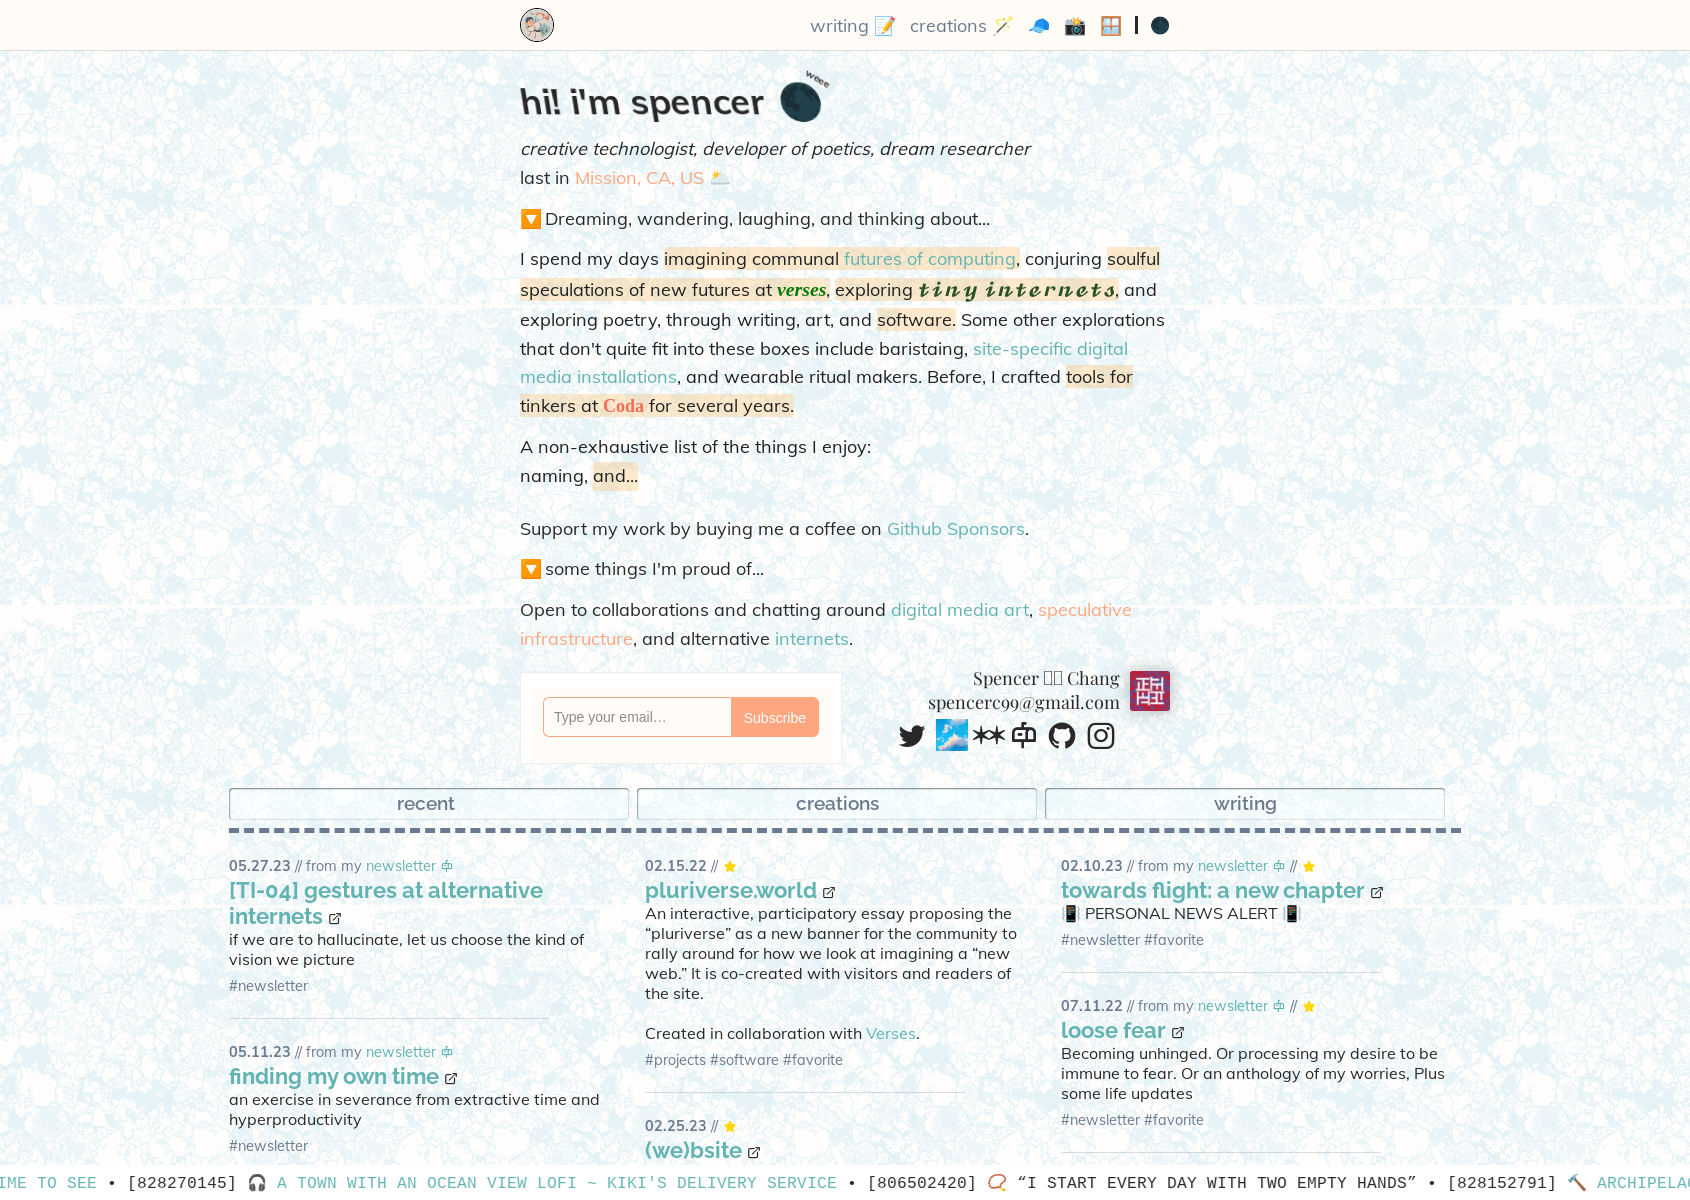 writing 📝 creations 🪄 🧢 📸 🪟 | 🌑
hi! i'm spencer 🌑 weee
creative technologist, developer of poetics, dream researcher
last in Mission, CA, US 🌥️
🔽 Dreaming, wandering, laughing, and thinking about...
I spend my days imagining communal futures of computing, conjuring soulful
speculations of new futures at verses, exploring tiny internets, and
exploring poetry, through writing, art, and software. Some other explorations
that don't quite fit into these boxes include baristaing, site-specific digital
media installations, and wearable ritual makers. Before, I crafted tools for
tinkers at Coda for several years.
A non-exhaustive list of the things I enjoy:
naming, and...
Support my work by buying me a coffee on Github Sponsors.
🔽 some things I'm proud of...
Open to collaborations and chatting around digital media art, speculative
infrastructure, and alternative internets.
Type your email... Subscribe
Spencer Chang
spencerc99@gmail.com
recent
creations
writing
05.27.23 // from my newsletter
[TI-04] gestures at alternative
internets
if we are to hallucinate, let us choose the kind of
vision we picture
#newsletter
05.11.23 // from my newsletter
finding my own time
an exercise in severance from extractive time and
hyperproductivity
#newsletter
02.15.22 // ⭐
pluriverse.world
An interactive, participatory essay proposing the
“pluriverse” as a new banner for the community to
rally around for how we look at imagining a “new
web.” It is co-created with visitors and readers of
the site.
Created in collaboration with Verses.
#projects #software #favorite
02.25.23 // ⭐
(we)bsite
02.10.23 // from my newsletter // ⭐
towards flight: a new chapter
📳 PERSONAL NEWS ALERT 📳
#newsletter #favorite
07.11.22 // from my newsletter // ⭐
loose fear
Becoming unhinged. Or processing my desire to be
immune to fear. Or an anthology of my worries, Plus
some life updates
#newsletter #favorite
IME TO SEE • [828270145] 🎧 A TOWN WITH AN OCEAN VIEW LOFI ~ KIKI'S DELIVERY SERVICE • [806502420] 📿 “I START EVERY DAY WITH TWO EMPTY HANDS” • [828152791] 🔨 ARCHIPELAG